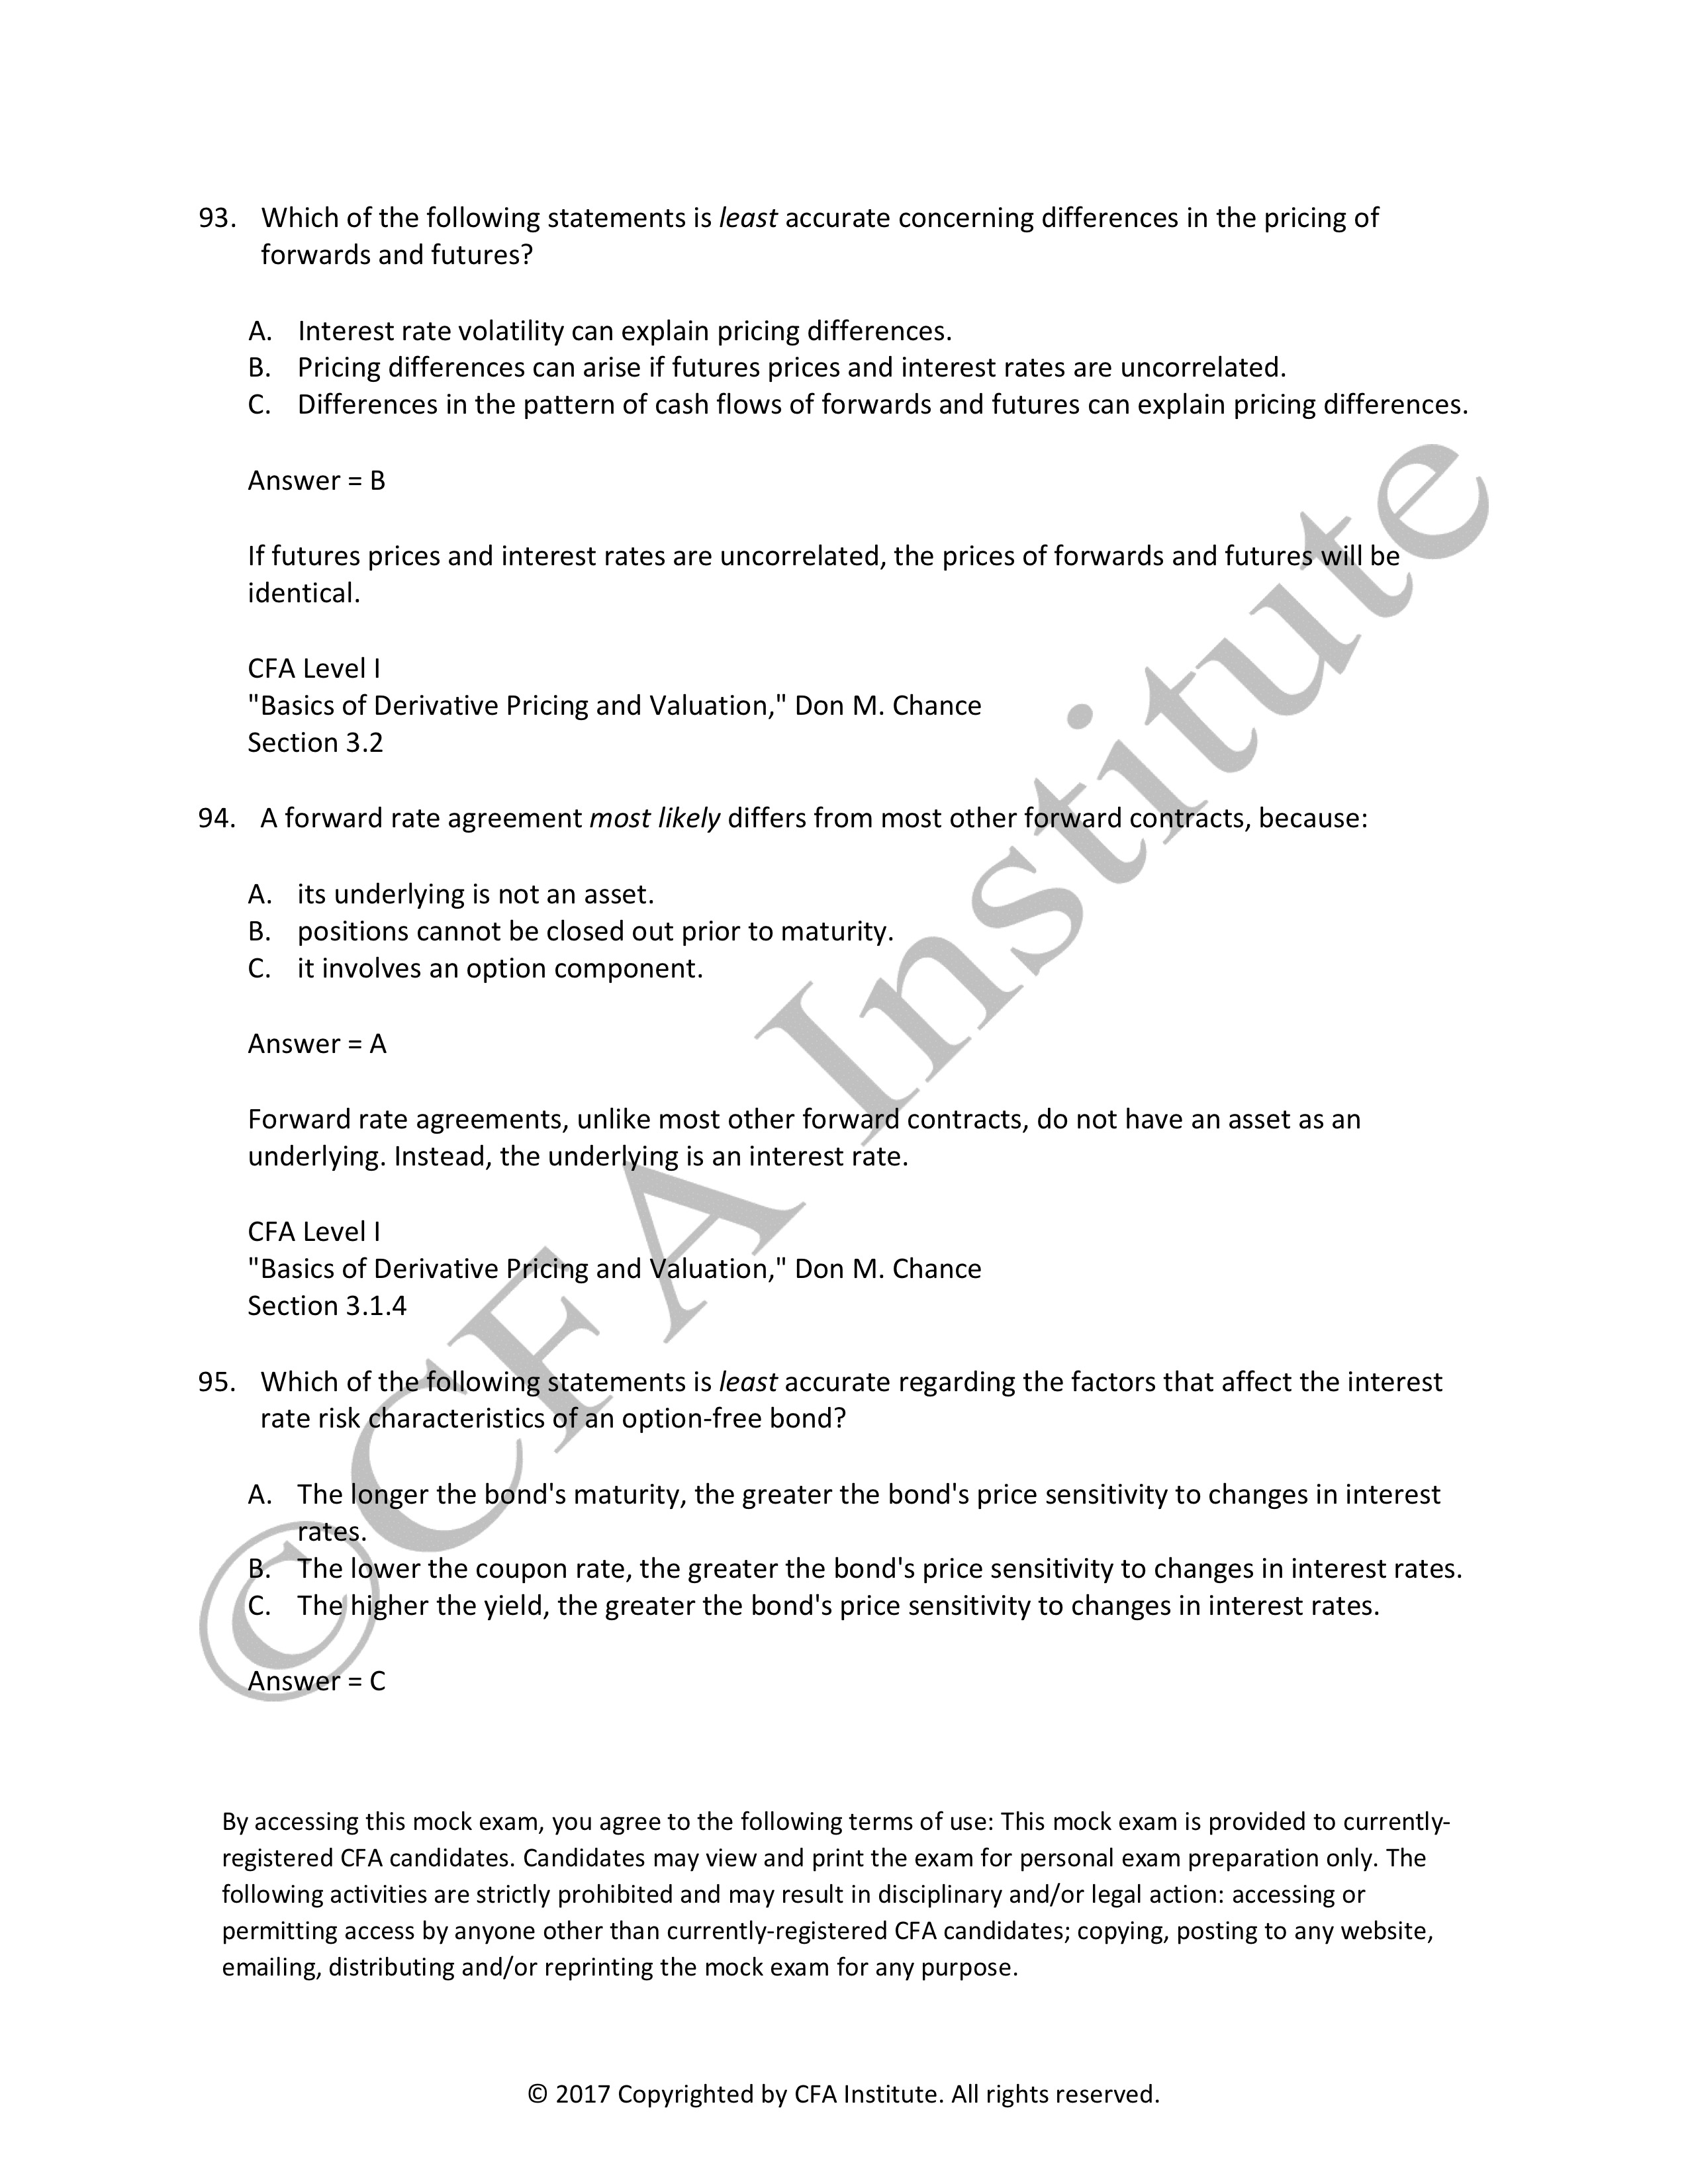 93. Which of the following statements is least accurate concerning differences in the pricing of
forwards and futures?
A. Interest rate volatility can explain pricing differences.
B. Pricing differences can arise if futures prices and interest rates are uncorrelated.
C. Differences in the pattern of cash flows of forwards and futures can explain pricing differences.
Answer = B
If futures prices and interest rates are uncorrelated, the prices of forwards and futures will be
identical.
CFA Level I
"Basics of Derivative Pricing and Valuation," Don M. Chance
Section 3.2
94. A forward rate agreement most likely differs from most other forward contracts, because:
A. its underlying is not an asset.
B. positions cannot be closed out prior to maturity.
C. it involves an option component.
Answer = A
Forward rate agreements, unlike most other forward contracts, do not have an asset as an
underlying. Instead, the underlying is an interest rate.
CFA Level I
"Basics of Derivative Pricing and Valuation," Don M. Chance
Section 3.1.4
95. Which of the following statements is least accurate regarding the factors that affect the interest
rate risk characteristics of an option-free bond?
A. The longer the bond's maturity, the greater the bond's price sensitivity to changes in interest
rates.
B. The lower the coupon rate, the greater the bond's price sensitivity to changes in interest rates.
C. The higher the yield, the greater the bond's price sensitivity to changes in interest rates.
Answer = C
By accessing this mock exam, you agree to the following terms of use: This mock exam is provided to currently-
registered CFA candidates. Candidates may view and print the exam for personal exam preparation only. The
following activities are strictly prohibited and may result in disciplinary and/or legal action: accessing or
permitting access by anyone other than currently-registered CFA candidates; copying, posting to any website,
emailing, distributing and/or reprinting the mock exam for any purpose.
© 2017 Copyrighted by CFA Institute. All rights reserved.
©CFA Institute